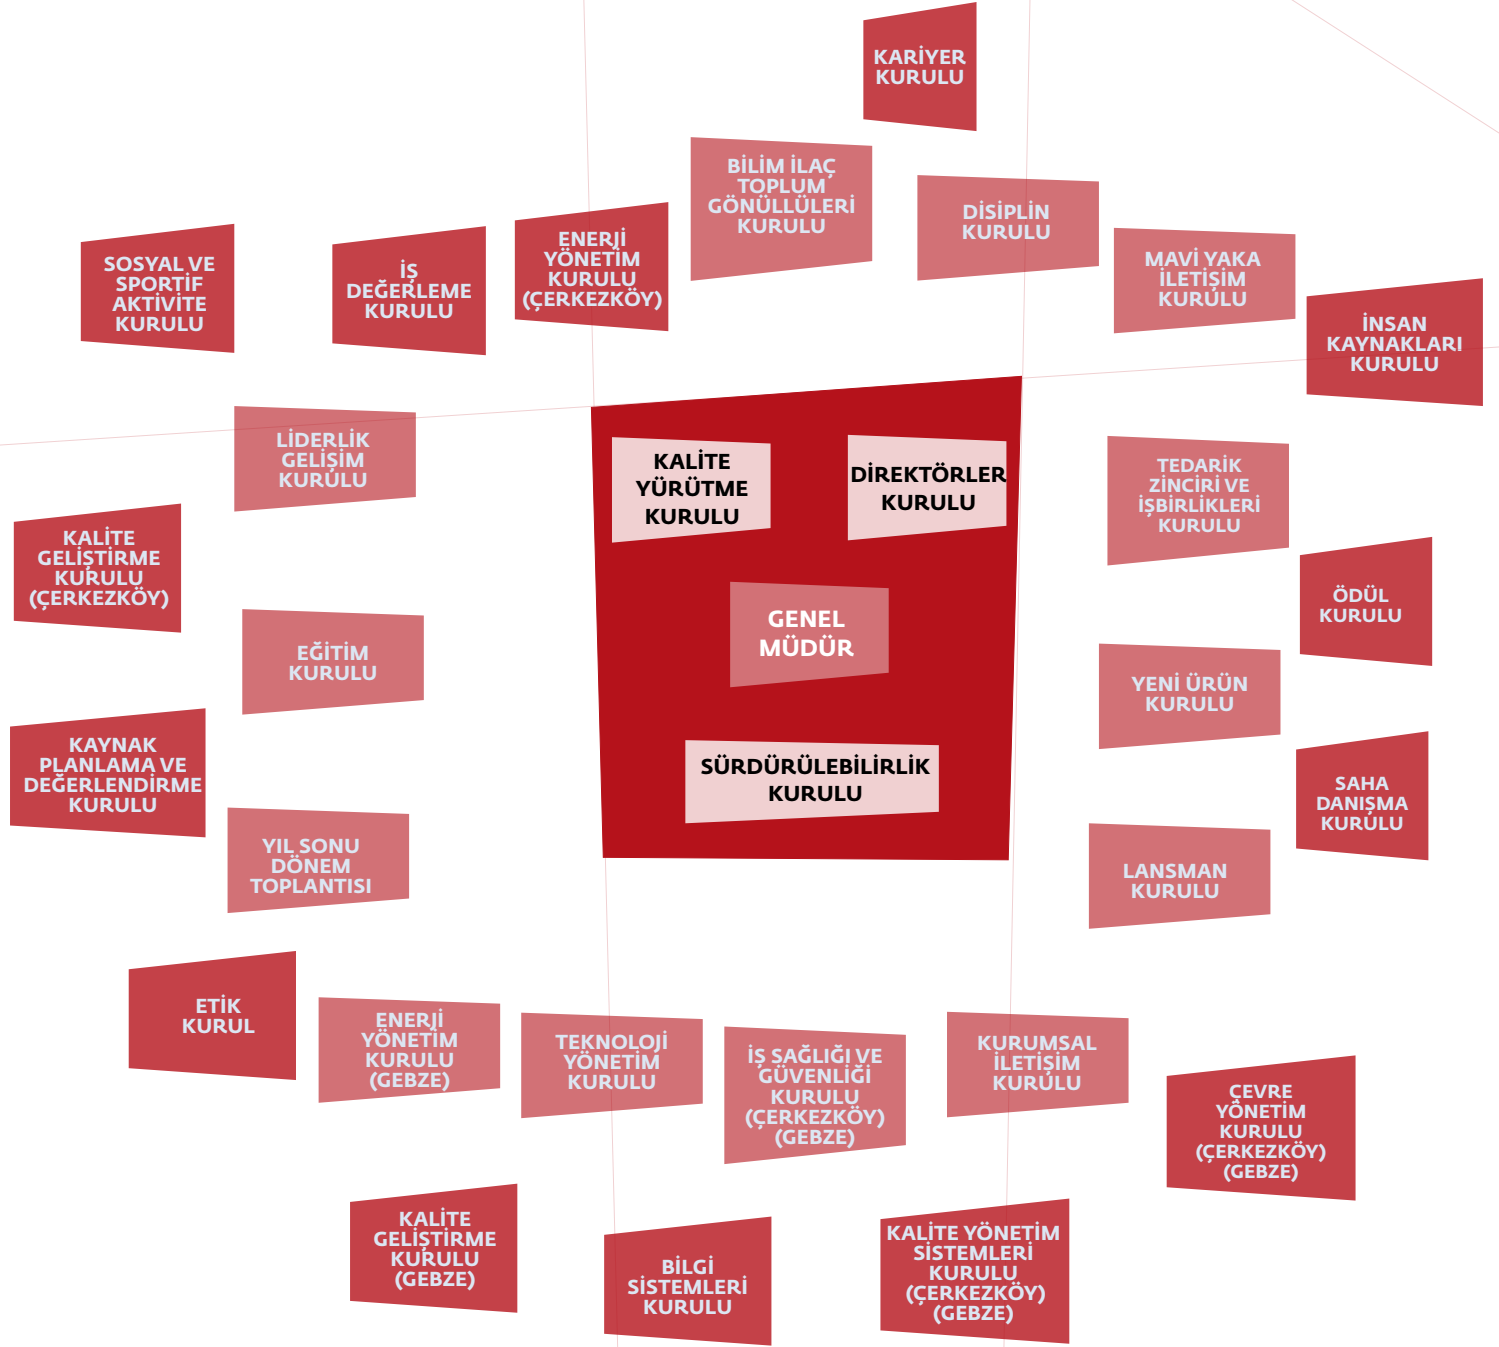 KARİYER
KURULU
BİLİM İLAÇ
TOPLUM
GÖNÜLLÜLERİ
KURULU
DİSİPLİN
KURULU
ENERJİ
YÖNETİM
KURULU
(ÇERKEZKÖY)
SOSYAL VE
SPORTİF
AKTİVİTE
KURULU
İŞ
DEĞERLEME
KURULU
MAVİ YAKA
İLETİŞİM
KURULU
İNSAN
KAYNAKLARI
KURULU
LİDERLİK
GELİŞİM
KURULU
KALİTE
YÜRÜTME
KURULU
DİREKTÖRLER
KURULU
TEDARİK
ZİNCİRİ VE
İŞBİRLİKLERİ
KURULU
KALİTE
GELİŞTİRME
KURULU
(ÇERKEZKÖY)
ÖDÜL
KURULU
EĞİTİM
KURULU
GENEL
MÜDÜR
YENİ ÜRÜN
KURULU
KAYNAK
PLANLAMA VE
DEĞERLENDİRME
KURULU
SÜRDÜRÜLEBİLİRLİK
KURULU
SAHA
DANIŞMA
KURULU
YIL SONU
DÖNEM
TOPLANTISI
LANSMAN
KURULU
ETİK
KURUL
ENERJİ
YÖNETİM
KURULU
(GEBZE)
TEKNOLOJİ
YÖNETİM
KURULU
İŞ SAĞLIĞI VE
GÜVENLİĞİ
KURULU
(ÇERKEZKÖY)
(GEBZE)
KURUMSAL
İLETİŞİM
KURULU
ÇEVRE
YÖNETİM
KURULU
(ÇERKEZKÖY)
(GEBZE)
KALİTE
GELİŞTİRME
KURULU
(GEBZE)
BİLGİ
SİSTEMLERİ
KURULU
KALİTE YÖNETİM
SİSTEMLERİ
KURULU
(ÇERKEZKÖY)
(GEBZE)